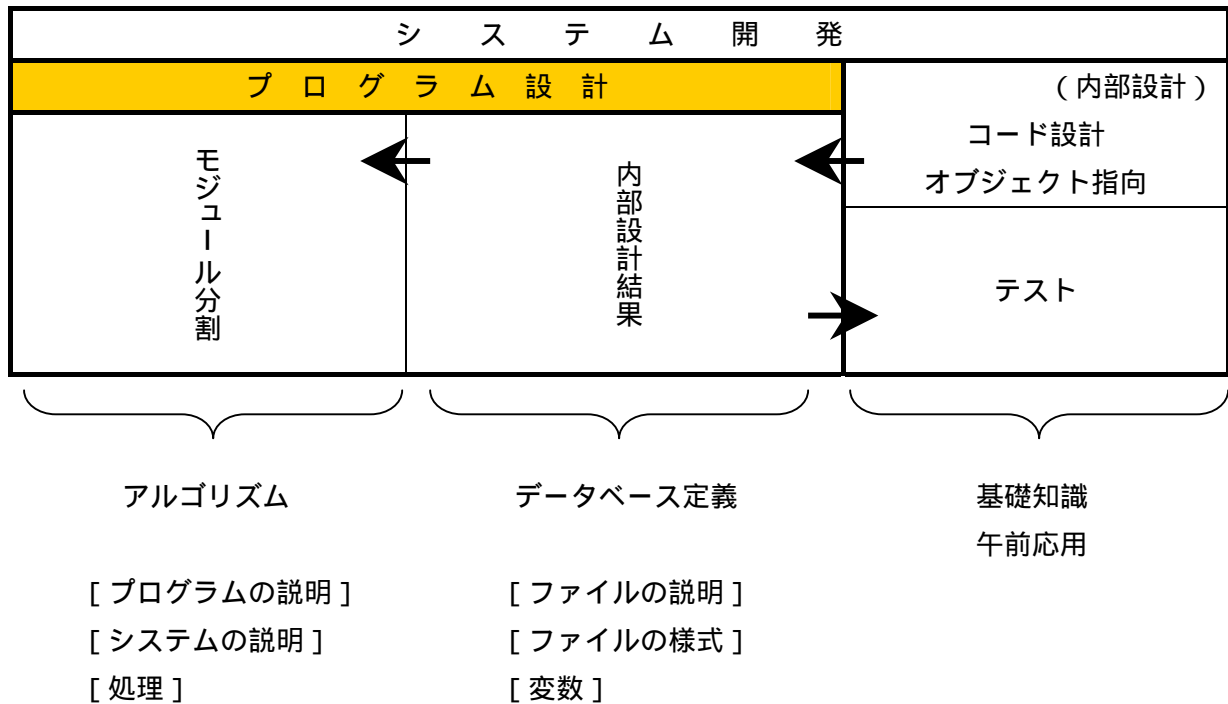 システム開発
プログラム設計
(内部設計)
コード設計
オブジェクト指向
モジュール分割
内部設計結果
テスト
アルゴリズム
データベース定義
基礎知識
午前応用
[プログラムの説明]
[システムの説明]
[処理]
[ファイルの説明]
[ファイルの様式]
[変数]